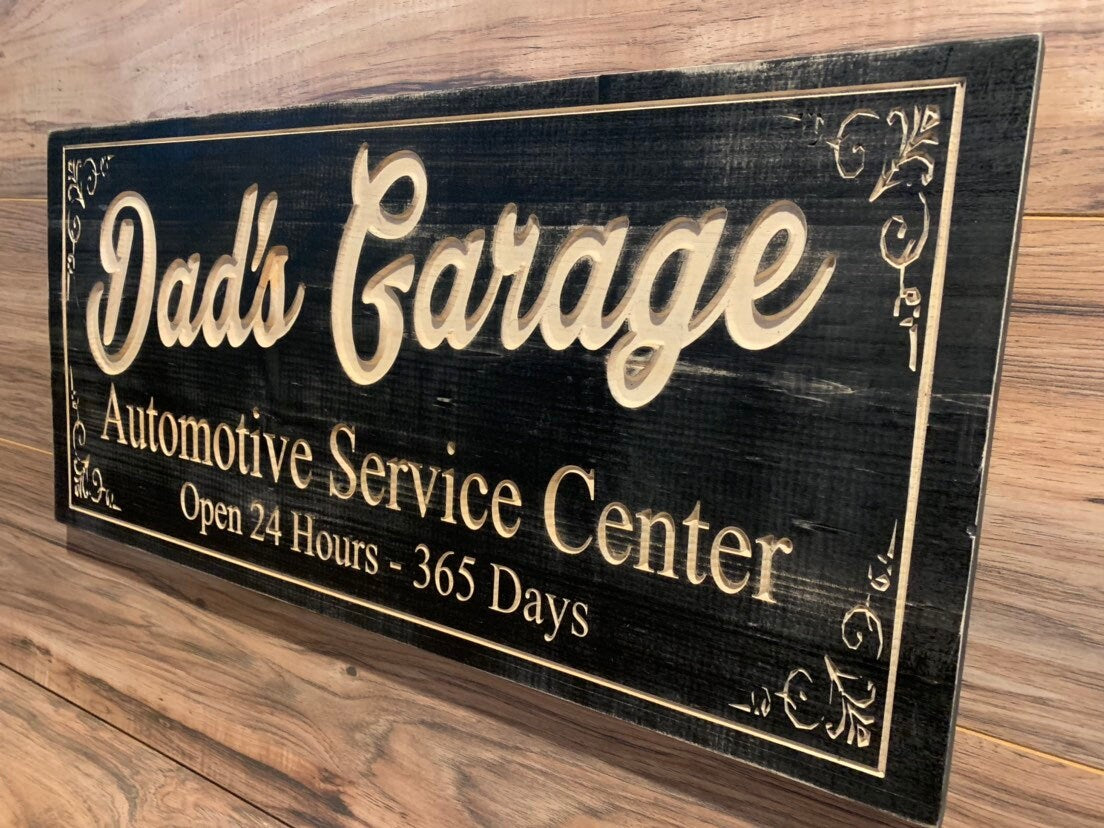 Dad's Garage
Automotive Service Center
Open 24 Hours - 365 Days